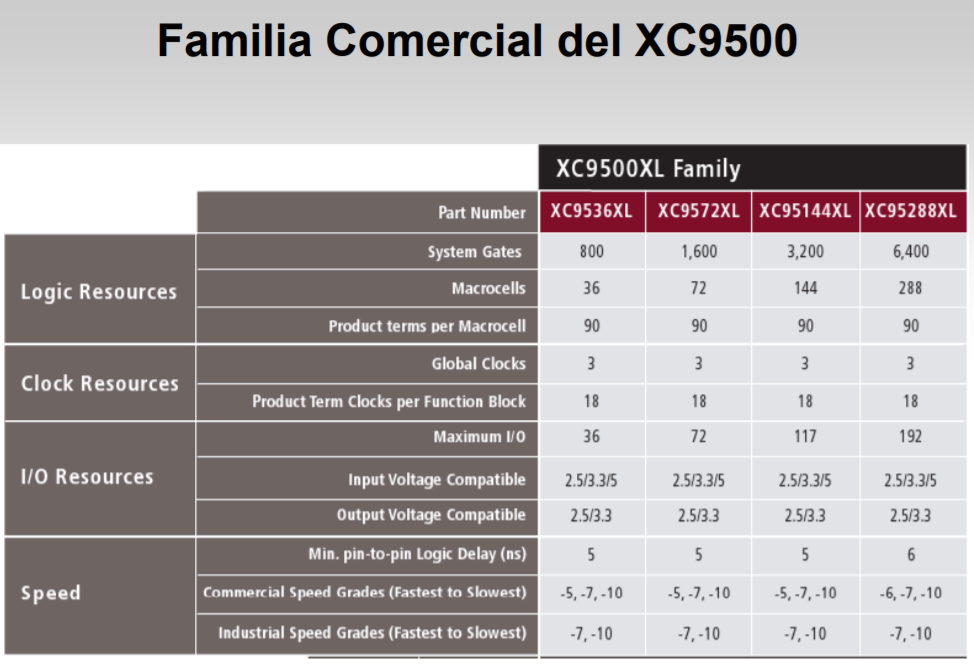 Familia Comercial del XC9500
XC9500XL Family
Part Number XC9536XL XC9572XL XC95144XL XC95288XL
Logic Resources
System Gates 800 1,600 3,200 6,400
Macrocells 36 72 144 288
Product terms per Macrocell 90 90 90 90
Clock Resources
Global Clocks 3 3 3 3
Product Term Clocks per Function Block 18 18 18 18
I/O Resources
Maximum I/O 36 72 117 192
Input Voltage Compatible 2.5/3.3/5 2.5/3.3/5 2.5/3.3/5 2.5/3.3/5
Output Voltage Compatible 2.5/3.3 2.5/3.3 2.5/3.3 2.5/3.3
Speed
Min. pin-to-pin Logic Delay (ns) 5 5 5 6
Commercial Speed Grades (Fastest to Slowest) -5, -7, -10 -5, -7, -10 -5, -7, -10 -6, -7, -10
Industrial Speed Grades (Fastest to Slowest) -7, -10 -7, -10 -7, -10 -7, -10